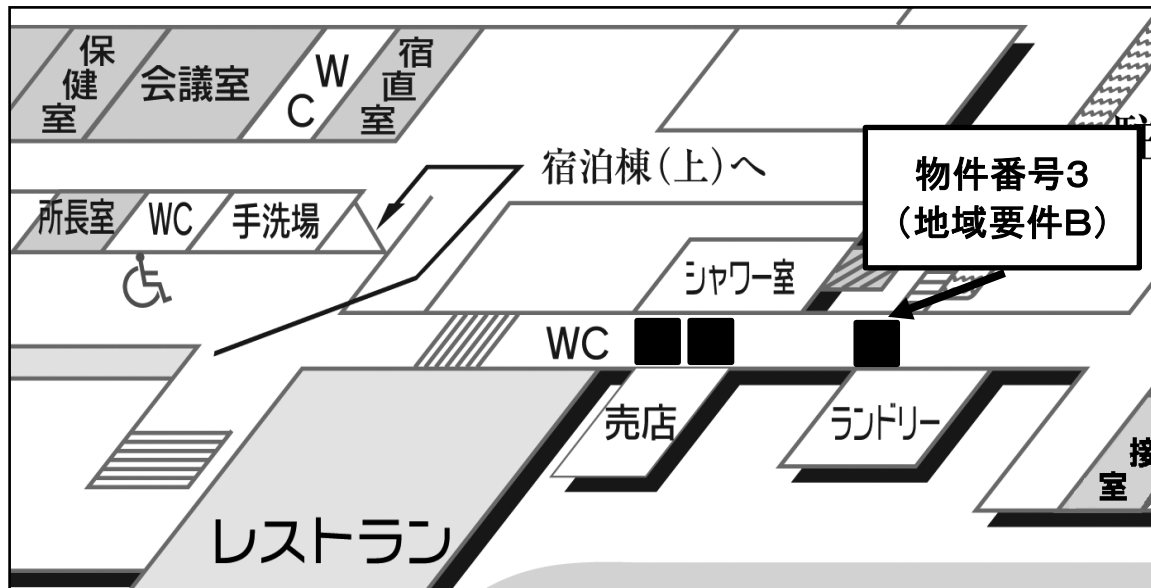 保健室
会議室
WC
宿直室
宿泊棟(上)へ
物件番号3
(地域要件B)
所長室
WC
手洗場
シャワー室
WC
売店
ランドリー
接
室
レストラン